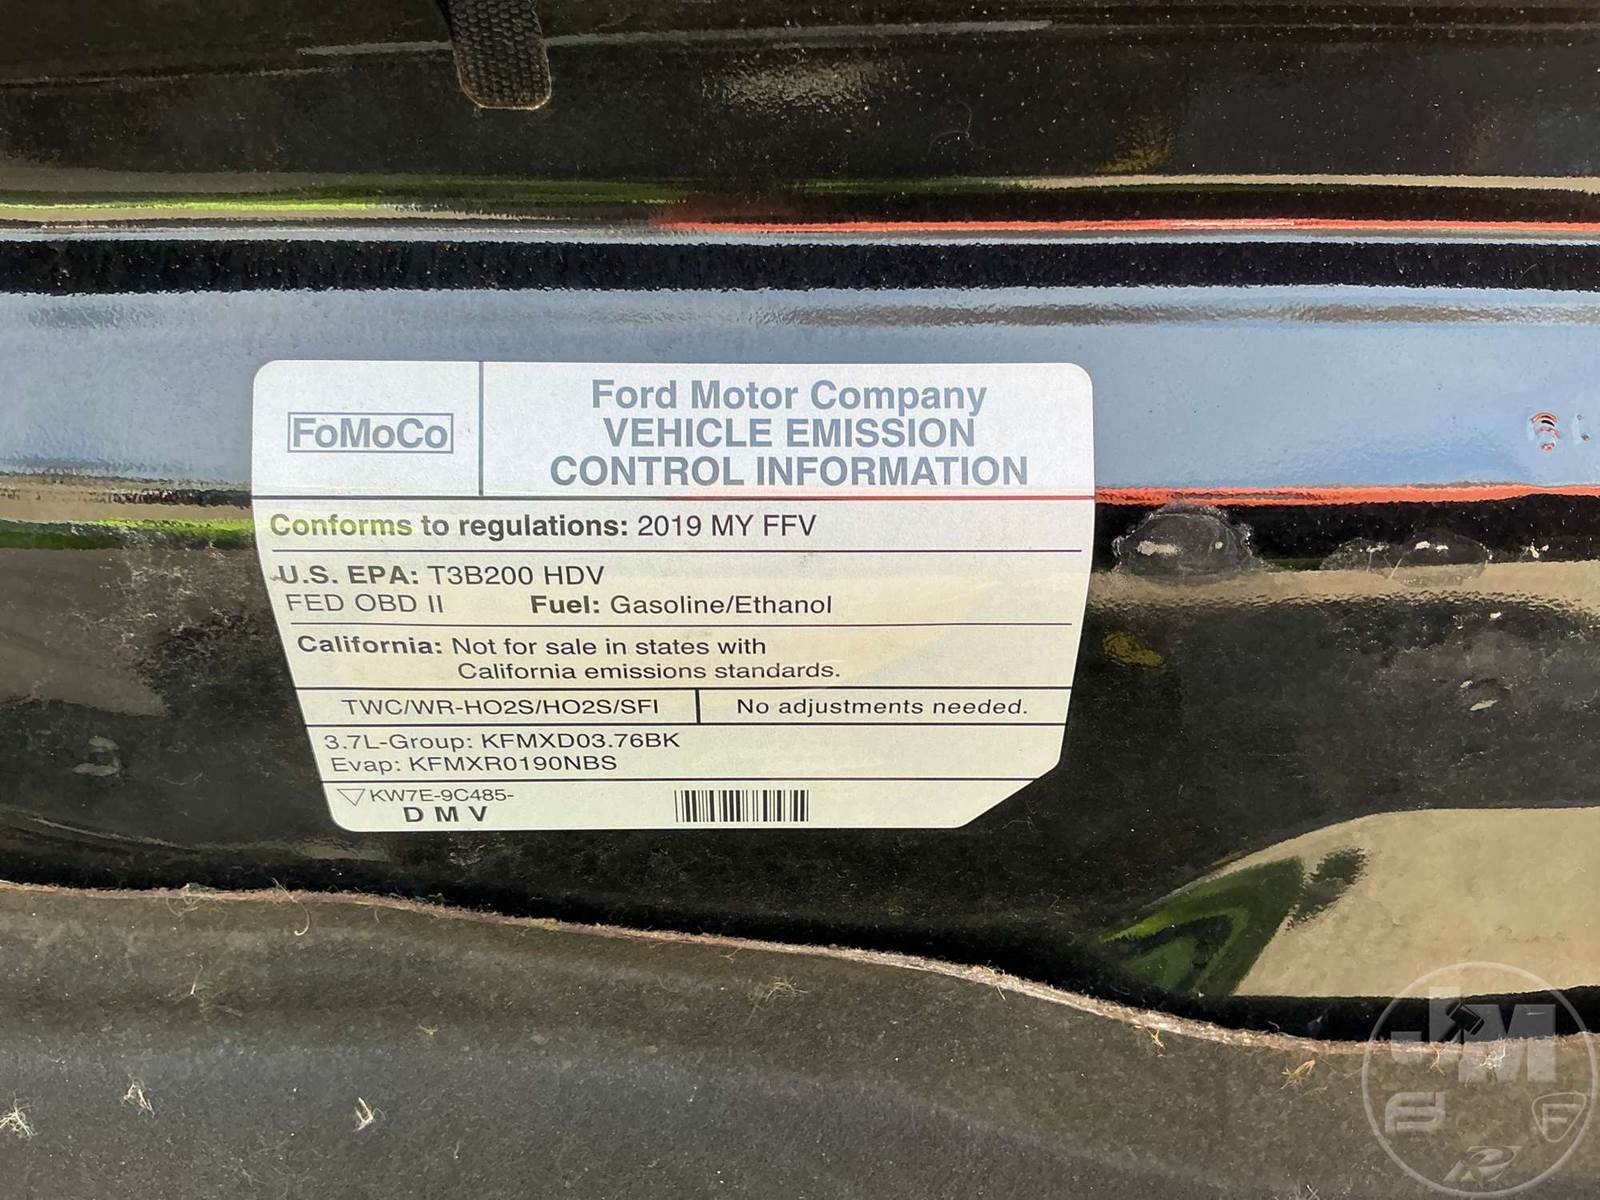 FoMoCo
Ford Motor Company
VEHICLE EMISSION
CONTROL INFORMATION
Conforms to regulations: 2019 MY FFV
U.S. EPA: T3B200 HDV
FED OBD II Fuel: Gasoline/Ethanol
California: Not for sale in states with
California emissions standards.
TWC/WR-HO2S/HO2S/SFI No adjustments needed.
3.7L-Group: KFMXD03.76BK
Evap: KFMXR0190NBS
KW7E-9C485-
D M V
JM